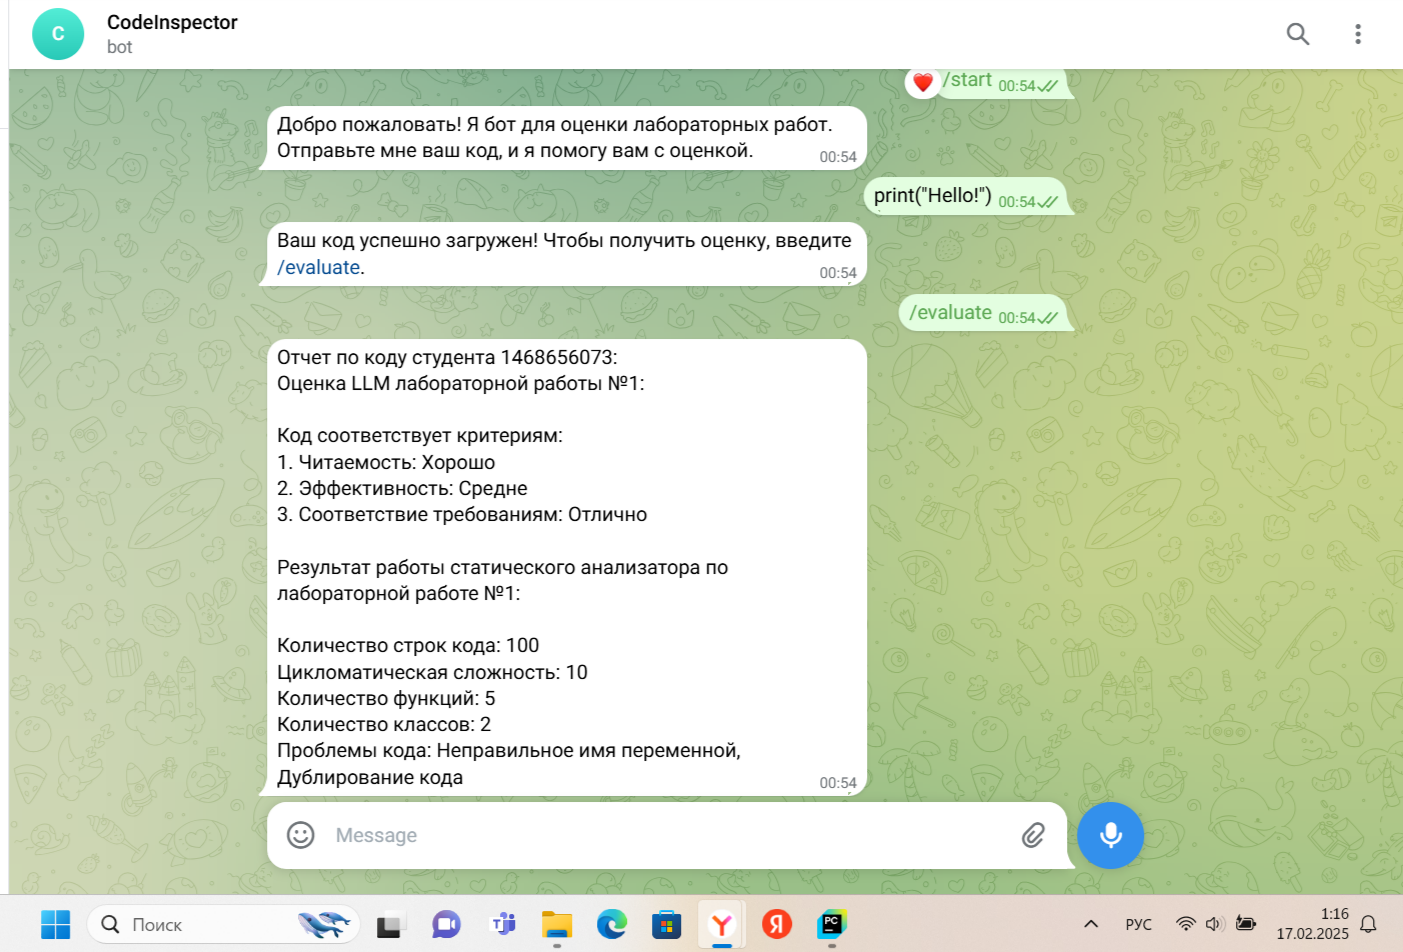 C
CodeInspector
bot
/start 00:54
Добро пожаловать! Я бот для оценки лабораторных работ.
Отправьте мне ваш код, и я помогу вам с оценкой.
00:54
print("Hello!") 00:54
Ваш код успешно загружен! Чтобы получить оценку, введите
/evaluate.
00:54
/evaluate 00:54
Отчет по коду студента 1468656073:
Оценка LLM лабораторной работы №1:
Код соответствует критериям:
1. Читаемость: Хорошо
2. Эффективность: Средне
3. Соответствие требованиям: Отлично
Результат работы статического анализатора по
лабораторной работе №1:
Количество строк кода: 100
Цикломатическая сложность: 10
Количество функций: 5
Количество классов: 2
Проблемы кода: Неправильное имя переменной,
Дублирование кода
00:54
Message
Поиск
T
Y
Я
PC
РУС
1:16
17.02.2025